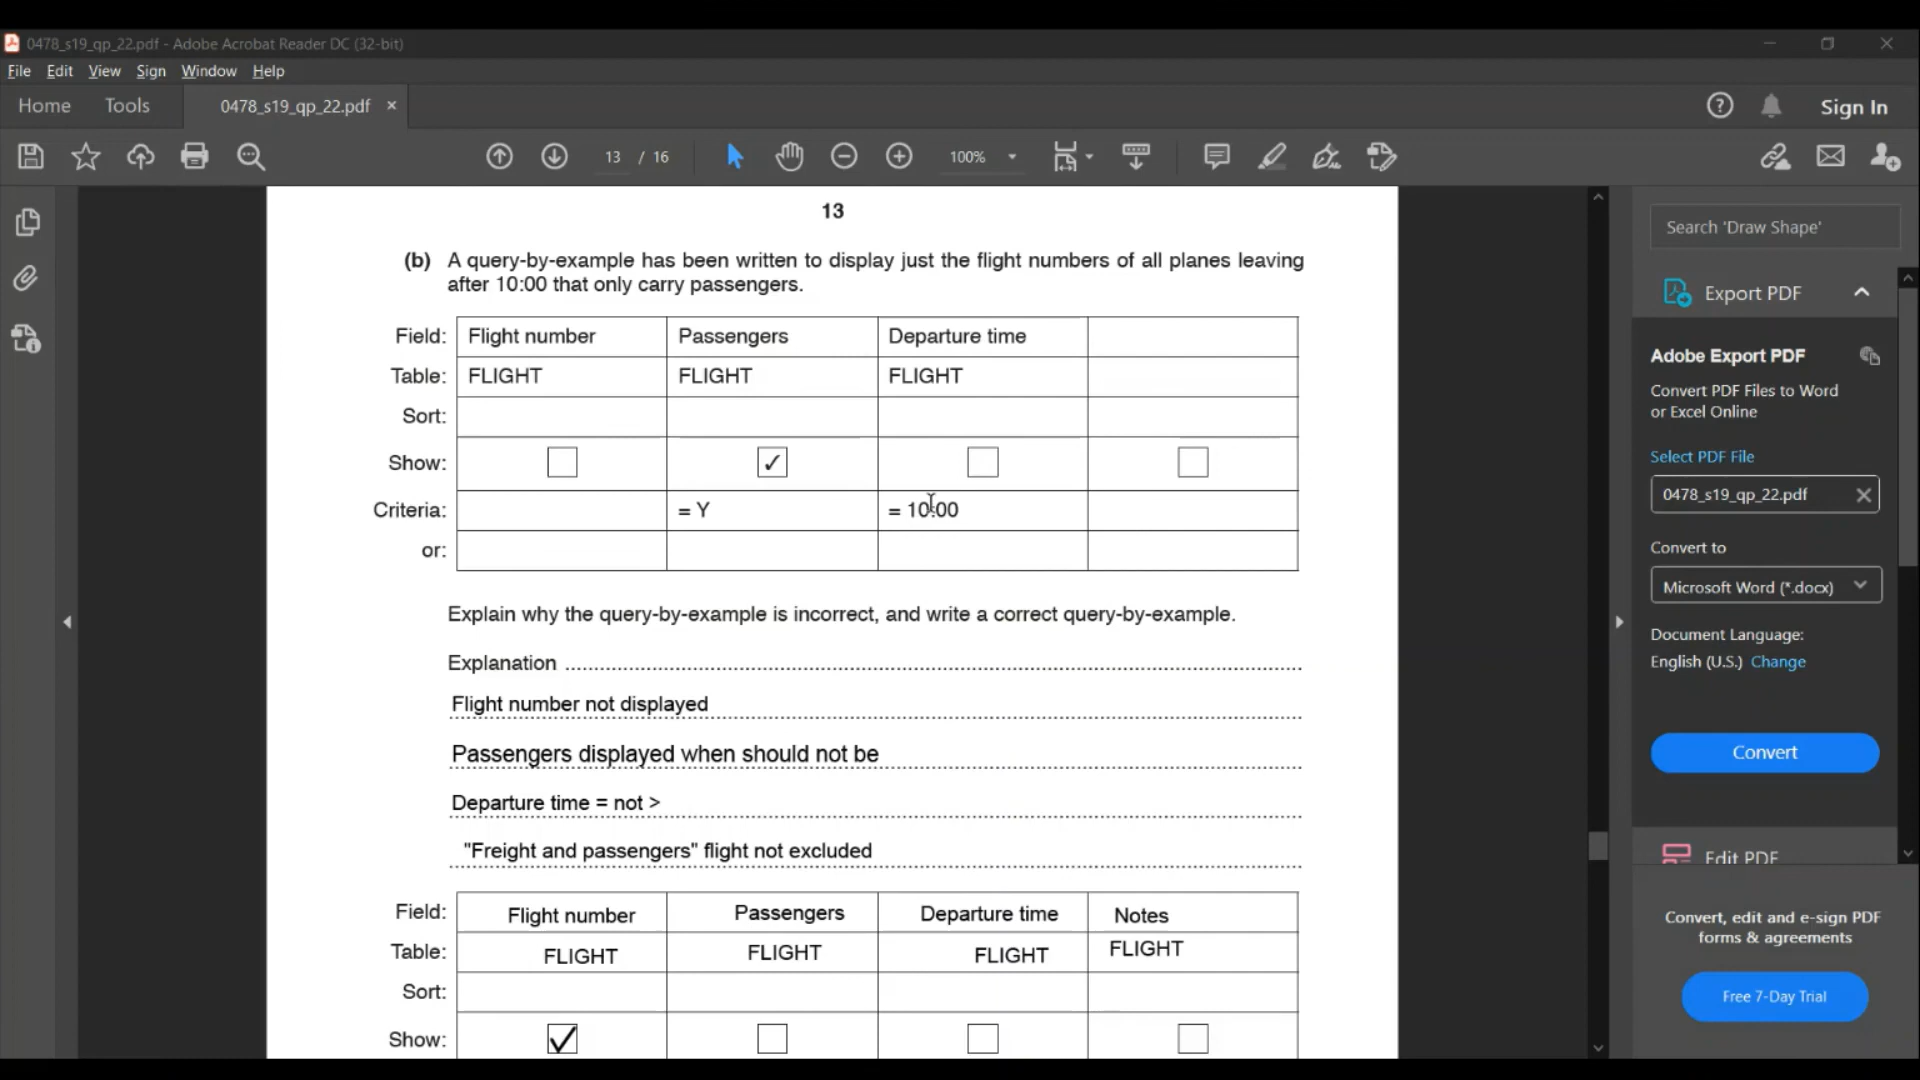 0478_s19_qp_22.pdf - Adobe Acrobat Reader DC (32-bit)
File Edit View Sign Window Help
Home Tools 0478_s19_qp_22.pdf × Sign In
13 / 16 100%
13
(b) A query-by-example has been written to display just the flight numbers of all planes leaving
after 10:00 that only carry passengers.
Field: Flight number Passengers Departure time
Table: FLIGHT FLIGHT FLIGHT
Sort:
Show: ✓
Criteria: = Y = 10:00
or:
Explain why the query-by-example is incorrect, and write a correct query-by-example.
Explanation
Flight number not displayed
Passengers displayed when should not be
Departure time = not >
"Freight and passengers" flight not excluded
Field: Flight number Passengers Departure time Notes
Table: FLIGHT FLIGHT FLIGHT FLIGHT
Sort:
Show: ✓
Search 'Draw Shape'
Export PDF
Adobe Export PDF
Convert PDF Files to Word
or Excel Online
Select PDF File
0478_s19_qp_22.pdf
Convert to
Microsoft Word (*.docx)
Document Language:
English (U.S.) Change
Convert
Edit PDF
Convert, edit and e-sign PDF
forms & agreements
Free 7-Day Trial